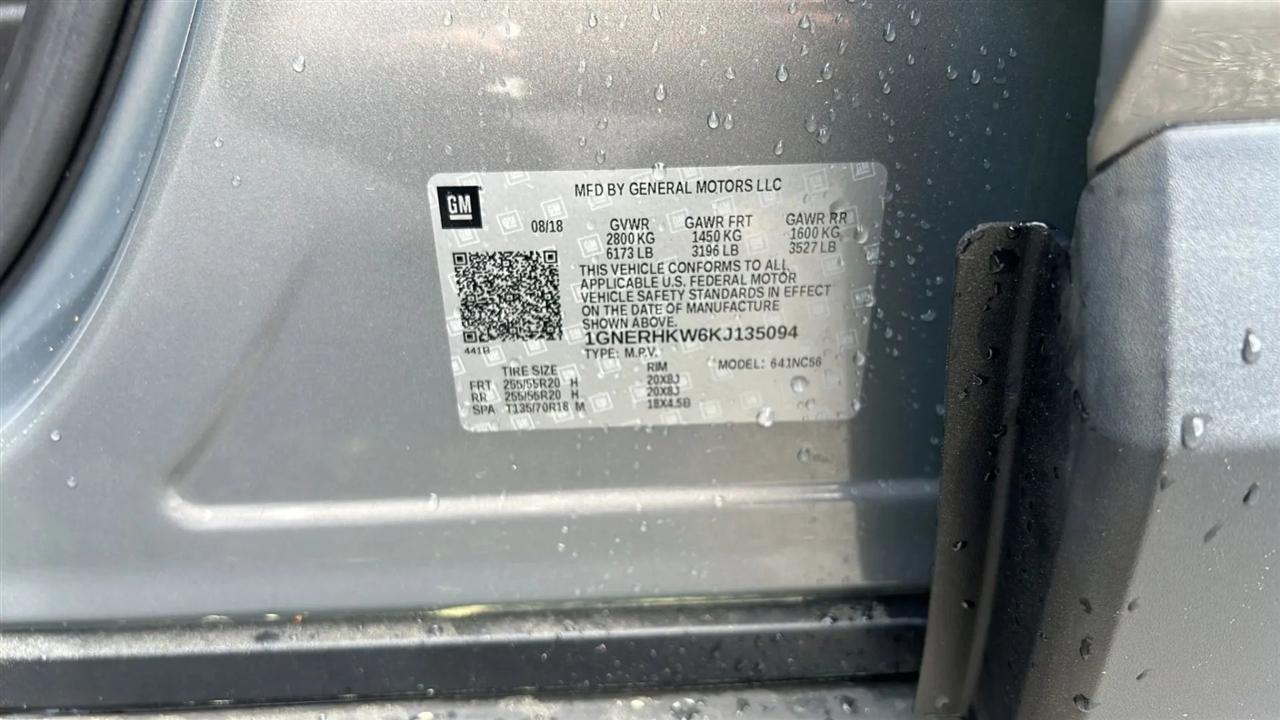 GM
MFD BY GENERAL MOTORS LLC
08/18 GVWR GAWR FRT GAWR RR
2800 KG 1450 KG 1600 KG
6173 LB 3196 LB 3527 LB
THIS VEHICLE CONFORMS TO ALL
APPLICABLE U.S. FEDERAL MOTOR
VEHICLE SAFETY STANDARDS IN EFFECT
ON THE DATE OF MANUFACTURE
SHOWN ABOVE.
1GNERHKW6KJ135094
441B
TYPE: M.P.V. MODEL: 641NC56
TIRE SIZE RIM
FRT 255/55R20 H 20X8J
RR 255/55R20 H 20X8J
SPA T135/70R18 M 18X4.5B